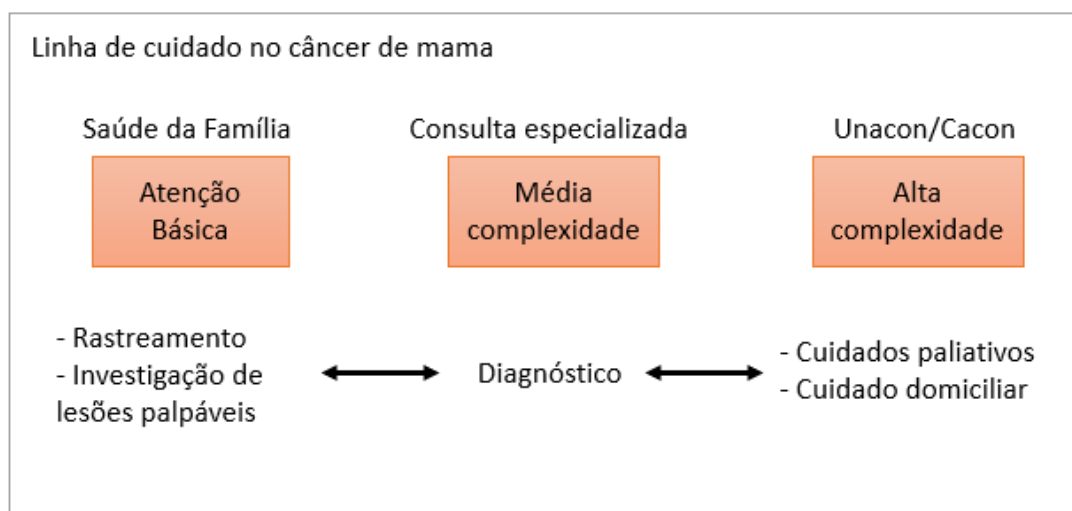 Linha de cuidado no câncer de mama
Saúde da Família
Consulta especializada
Unacon/Cacon
Atenção
Básica
Média
complexidade
Alta
complexidade
- Rastreamento
- Investigação de
lesões palpáveis
Diagnóstico
- Cuidados paliativos
- Cuidado domiciliar